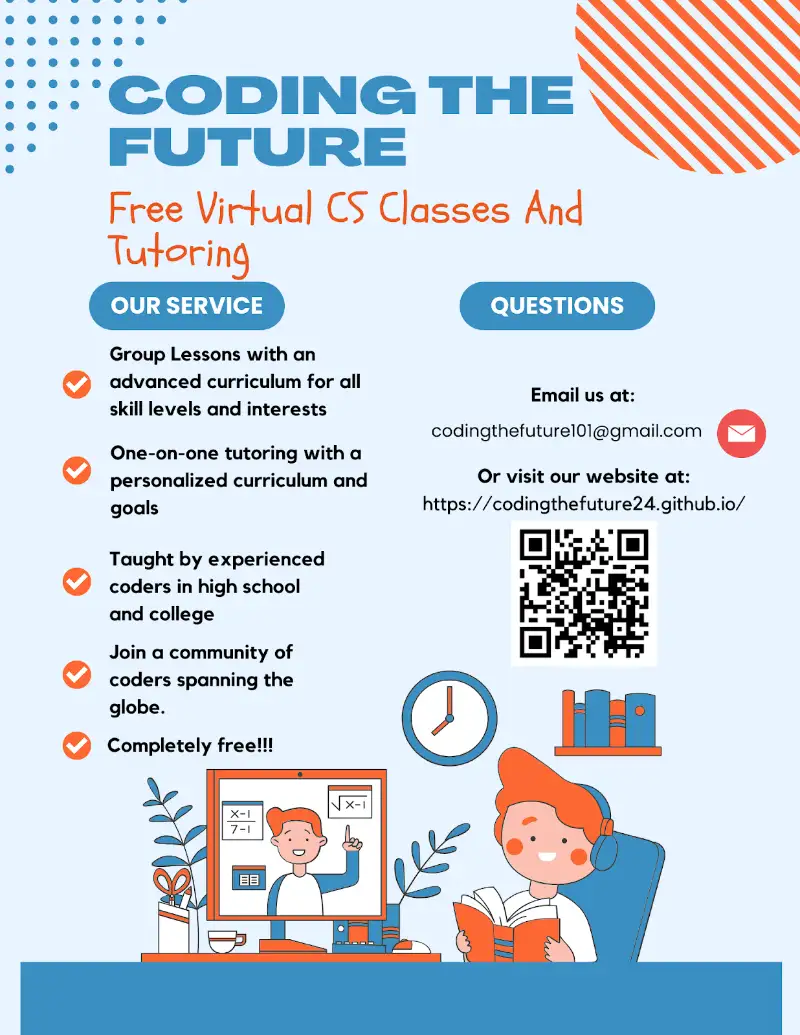 CODING THE
FUTURE
Free Virtual CS Classes And
Tutoring
OUR SERVICE
Group Lessons with an
advanced curriculum for all
skill levels and interests
One-on-one tutoring with a
personalized curriculum and
goals
Taught by experienced
coders in high school
and college
Join a community of
coders spanning the
globe.
Completely free!!!
QUESTIONS
Email us at:
codingthefuture101@gmail.com
Or visit our website at:
https://codingthefuture24.github.io/
X-1
7-1
√X-1